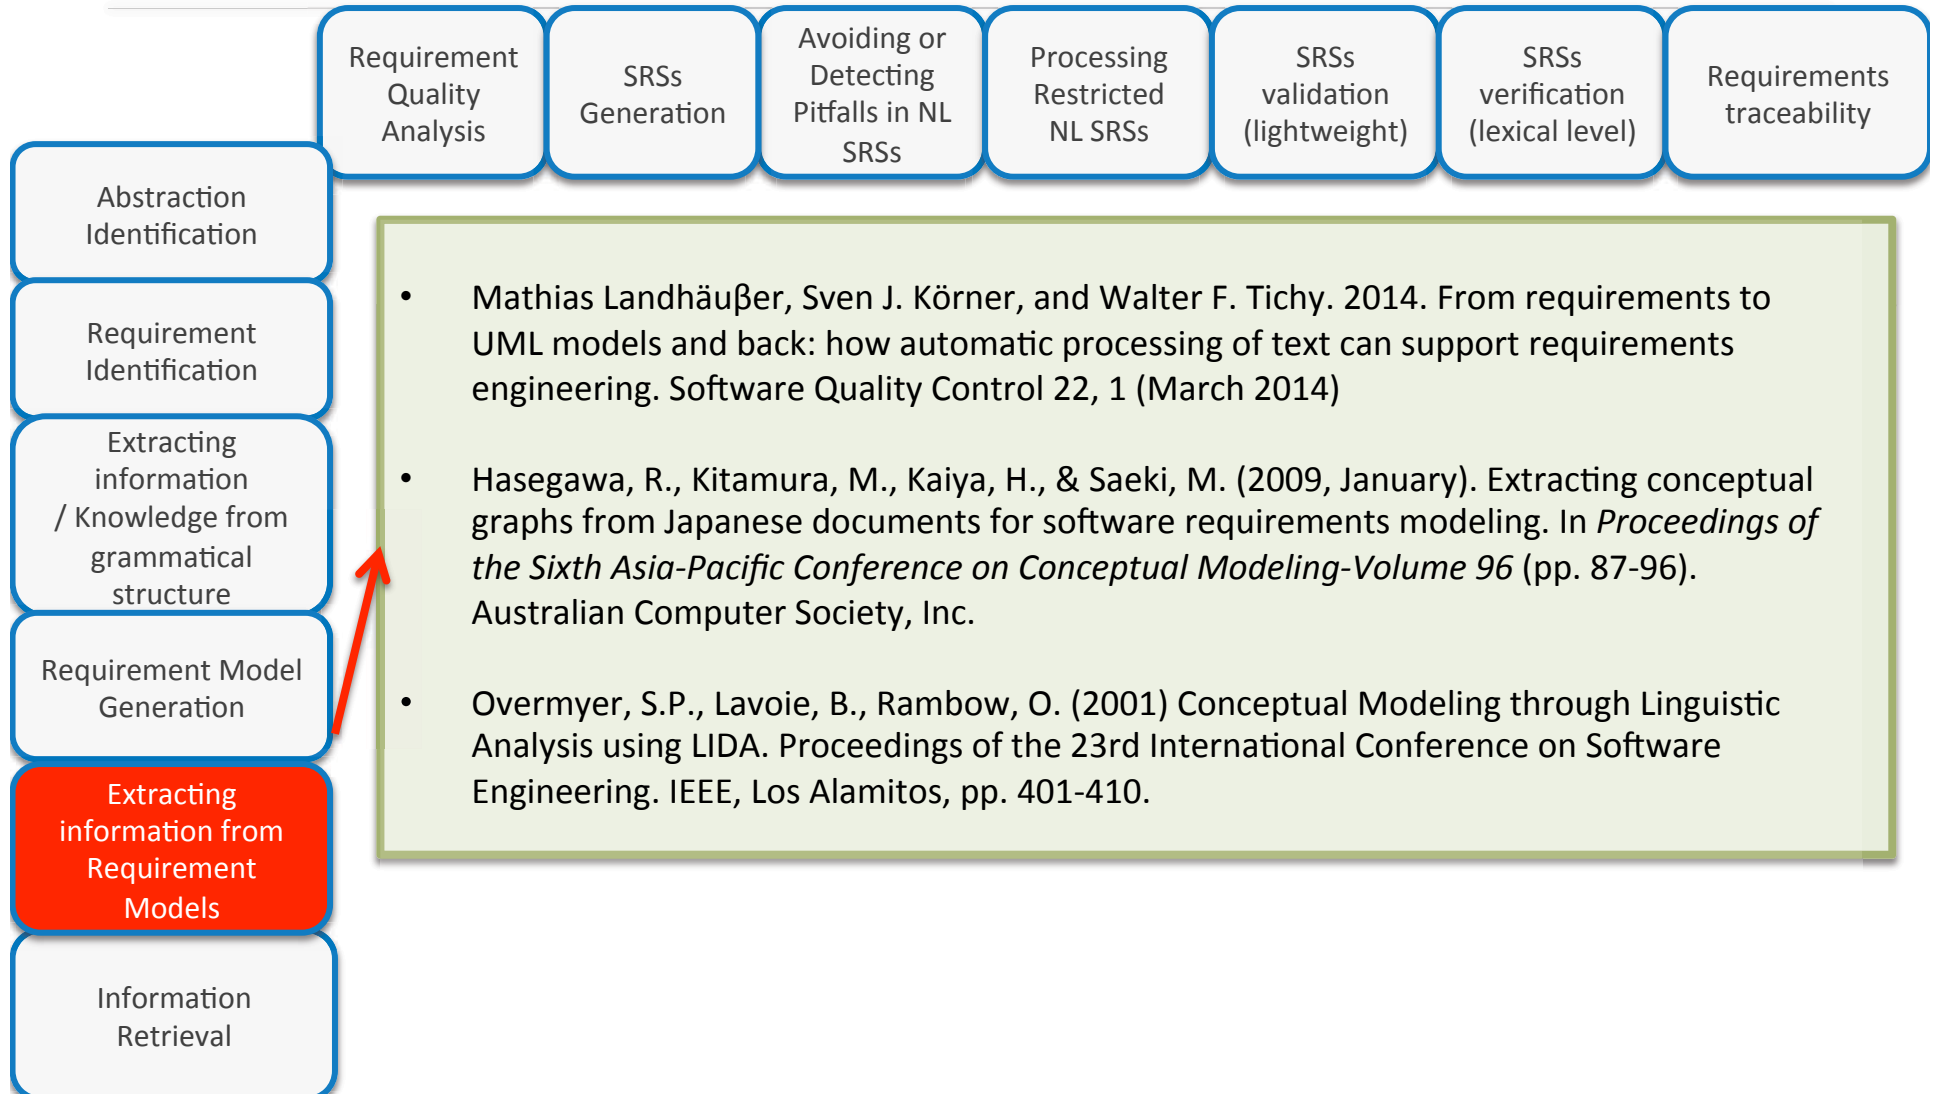 Requirement
Quality
Analysis
SRSs
Generation
Avoiding or
Detecting
Pitfalls in NL
SRSs
Processing
Restricted
NL SRSs
SRSs
validation
(lightweight)
SRSs
verification
(lexical level)
Requirements
traceability
Abstraction
Identification
Requirement
Identification
Extracting
information
/ Knowledge from
grammatical
structure
Requirement Model
Generation
Extracting
information from
Requirement
Models
Information
Retrieval
• Mathias Landhäuβer, Sven J. Körner, and Walter F. Tichy. 2014. From requirements to
UML models and back: how automatic processing of text can support requirements
engineering. Software Quality Control 22, 1 (March 2014)
• Hasegawa, R., Kitamura, M., Kaiya, H., & Saeki, M. (2009, January). Extracting conceptual
graphs from Japanese documents for software requirements modeling. In Proceedings of
the Sixth Asia-Pacific Conference on Conceptual Modeling-Volume 96 (pp. 87-96).
Australian Computer Society, Inc.
• Overmyer, S.P., Lavoie, B., Rambow, O. (2001) Conceptual Modeling through Linguistic
Analysis using LIDA. Proceedings of the 23rd International Conference on Software
Engineering. IEEE, Los Alamitos, pp. 401-410.